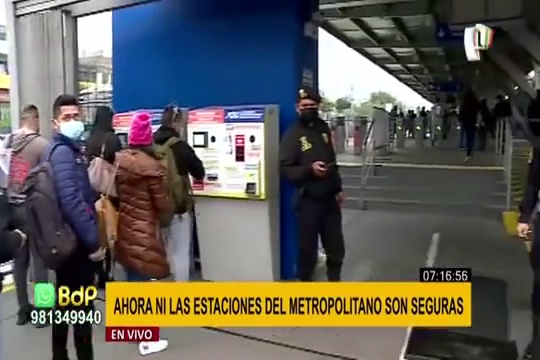 07:16:56
BDP
981349940
AHORA NI LAS ESTACIONES DEL METROPOLITANO SON SEGURAS
EN VIVO